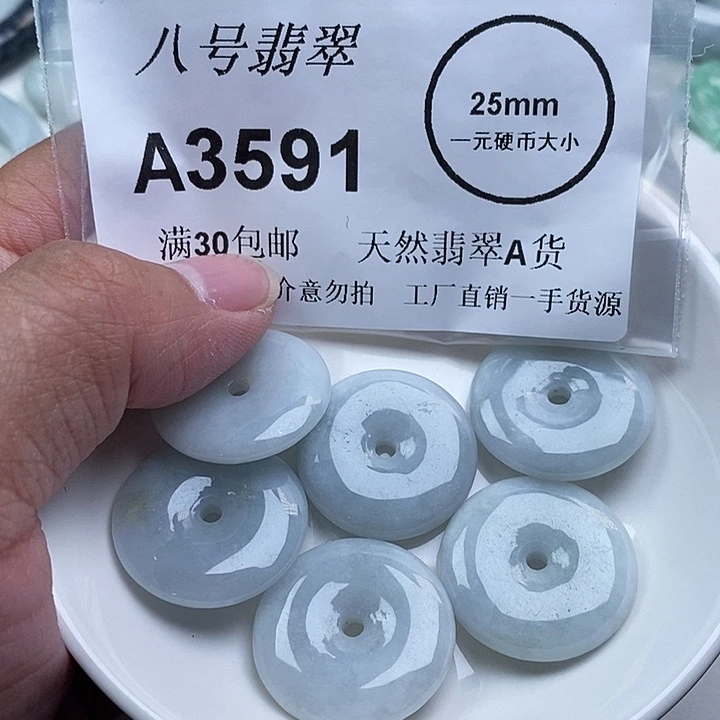 八号翡翠
25mm
一元硬币大小
A3591
满30包邮 天然翡翠A货
介意勿拍 工厂直销一手货源